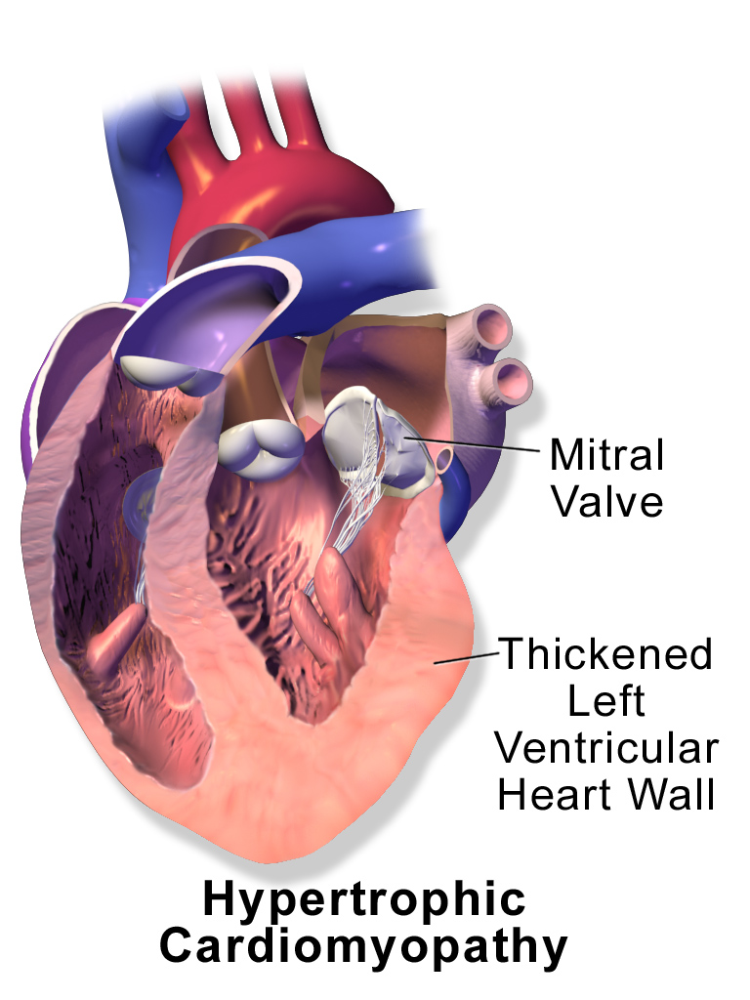 Mitral
Valve
Thickened
Left
Ventricular
Heart Wall
Hypertrophic
Cardiomyopathy